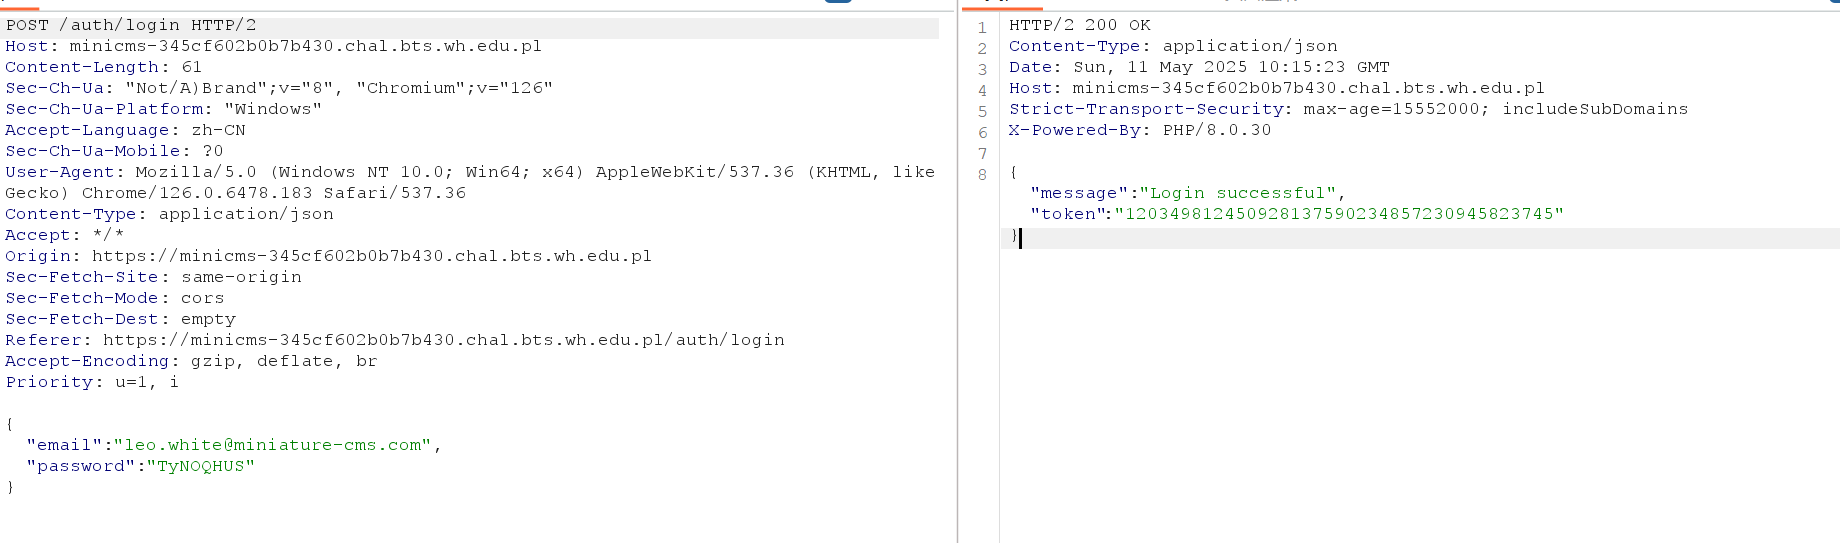 POST /auth/login HTTP/2
Host: minicms-345cf602b0b7b430.chal.bts.wh.edu.pl
Content-Length: 61
Sec-Ch-Ua: "Not/A)Brand";v="8", "Chromium";v="126"
Sec-Ch-Ua-Platform: "Windows"
Accept-Language: zh-CN
Sec-Ch-Ua-Mobile: ?0
User-Agent: Mozilla/5.0 (Windows NT 10.0; Win64; x64) AppleWebKit/537.36 (KHTML, like
Gecko) Chrome/126.0.6478.183 Safari/537.36
Content-Type: application/json
Accept: */*
Origin: https://minicms-345cf602b0b7b430.chal.bts.wh.edu.pl
Sec-Fetch-Site: same-origin
Sec-Fetch-Mode: cors
Sec-Fetch-Dest: empty
Referer: https://minicms-345cf602b0b7b430.chal.bts.wh.edu.pl/auth/login
Accept-Encoding: gzip, deflate, br
Priority: u=1, i
{
"email":"leo.white@miniature-cms.com",
"password":"TyNOQHUS"
}
1 HTTP/2 200 OK
2 Content-Type: application/json
3 Date: Sun, 11 May 2025 10:15:23 GMT
4 Host: minicms-345cf602b0b7b430.chal.bts.wh.edu.pl
5 Strict-Transport-Security: max-age=15552000; includeSubDomains
6 X-Powered-By: PHP/8.0.30
7
8 {
"message":"Login successful",
"token":"12034981245092813759023485723094582​3745"
}